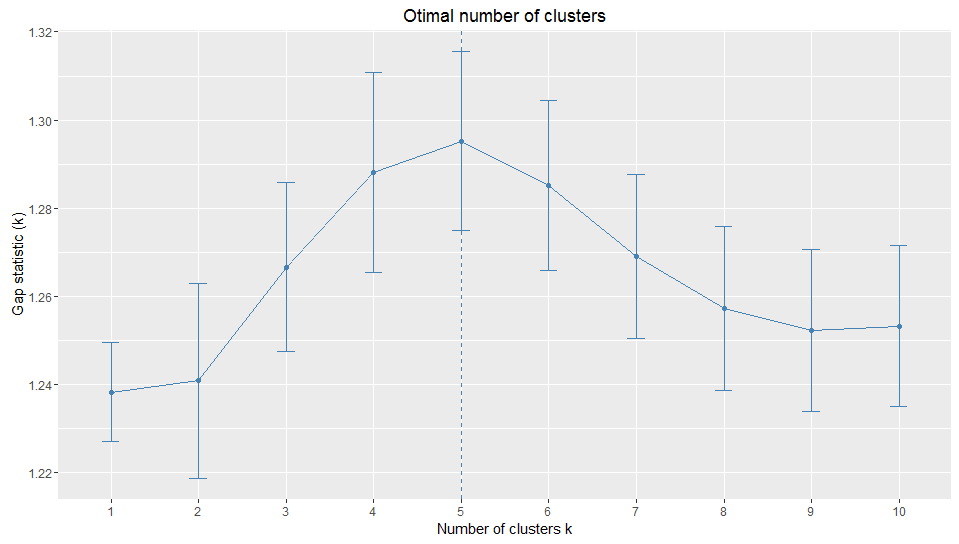 Otimal number of clusters
Gap statistic (k)
1.32
1.30
1.28
1.26
1.24
1.22
1 2 3 4 5 6 7 8 9 10
Number of clusters k